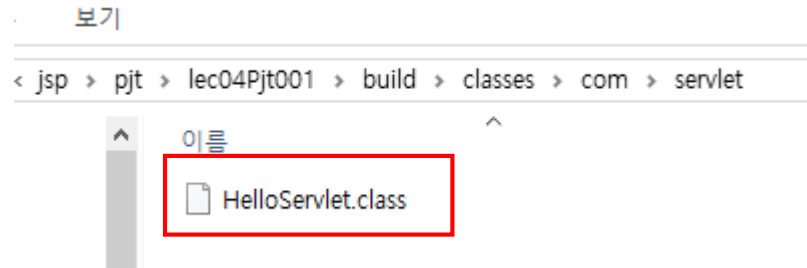 보기
jsp > pjt > lec04Pjt001 > build > classes > com > servlet
이름
HelloServlet.class